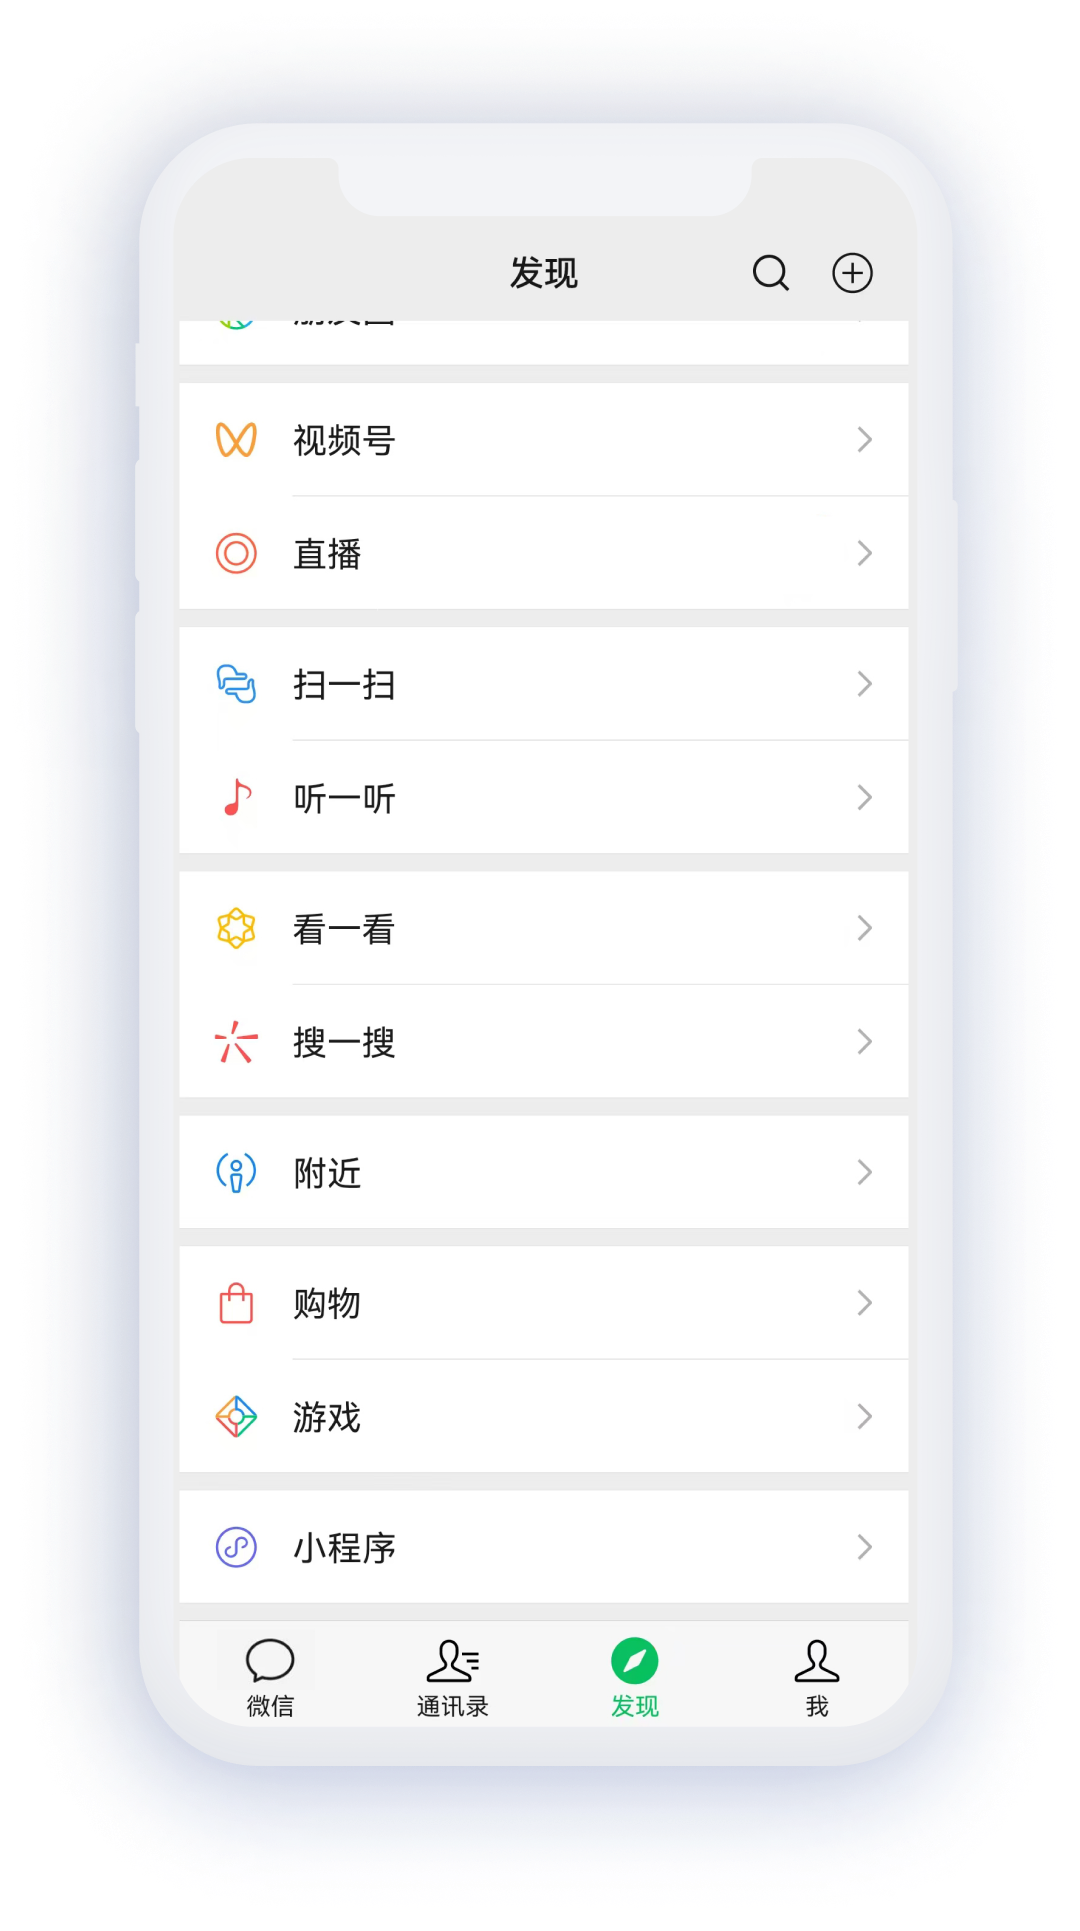 发现
视频号
直播
扫一扫
听一听
看一看
搜一搜
附近
购物
游戏
小程序
微信
通讯录
发现
我